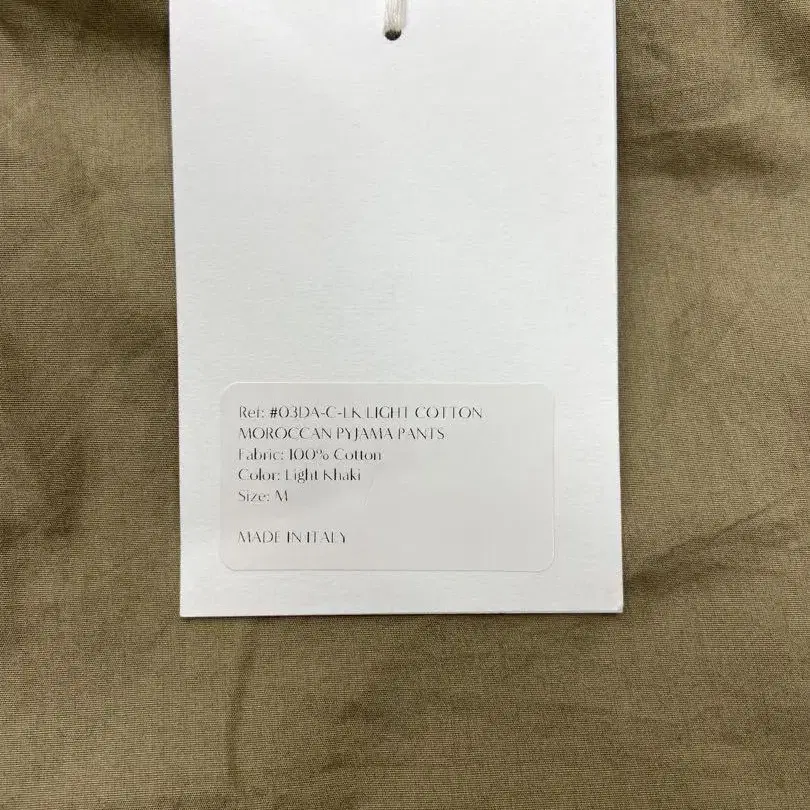 Ref: #03DA-C-LK LIGHT COTTON
MOROCCAN PYJAMA PANTS
Fabric: 100% Cotton
Color: Light Khaki
Size: M
MADE IN ITALY